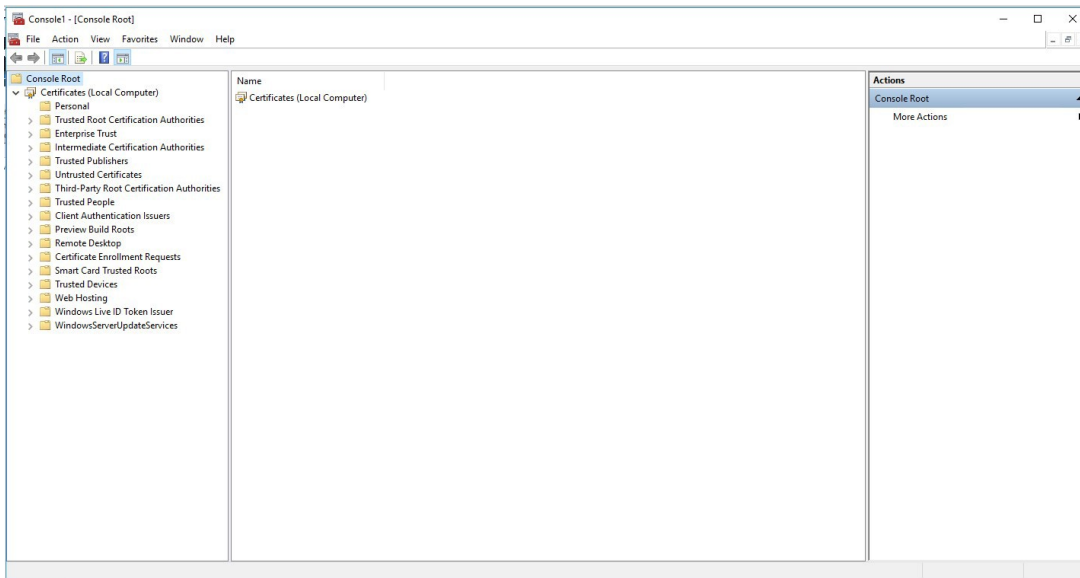 Console1 - [Console Root]
File Action View Favorites Window Help
Console Root
Certificates (Local Computer)
Personal
Trusted Root Certification Authorities
Enterprise Trust
Intermediate Certification Authorities
Trusted Publishers
Untrusted Certificates
Third-Party Root Certification Authorities
Trusted People
Client Authentication Issuers
Preview Build Roots
Remote Desktop
Certificate Enrollment Requests
Smart Card Trusted Roots
Trusted Devices
Web Hosting
Windows Live ID Token Issuer
WindowsServerUpdateServices
Name
Certificates (Local Computer)
Actions
Console Root
More Actions